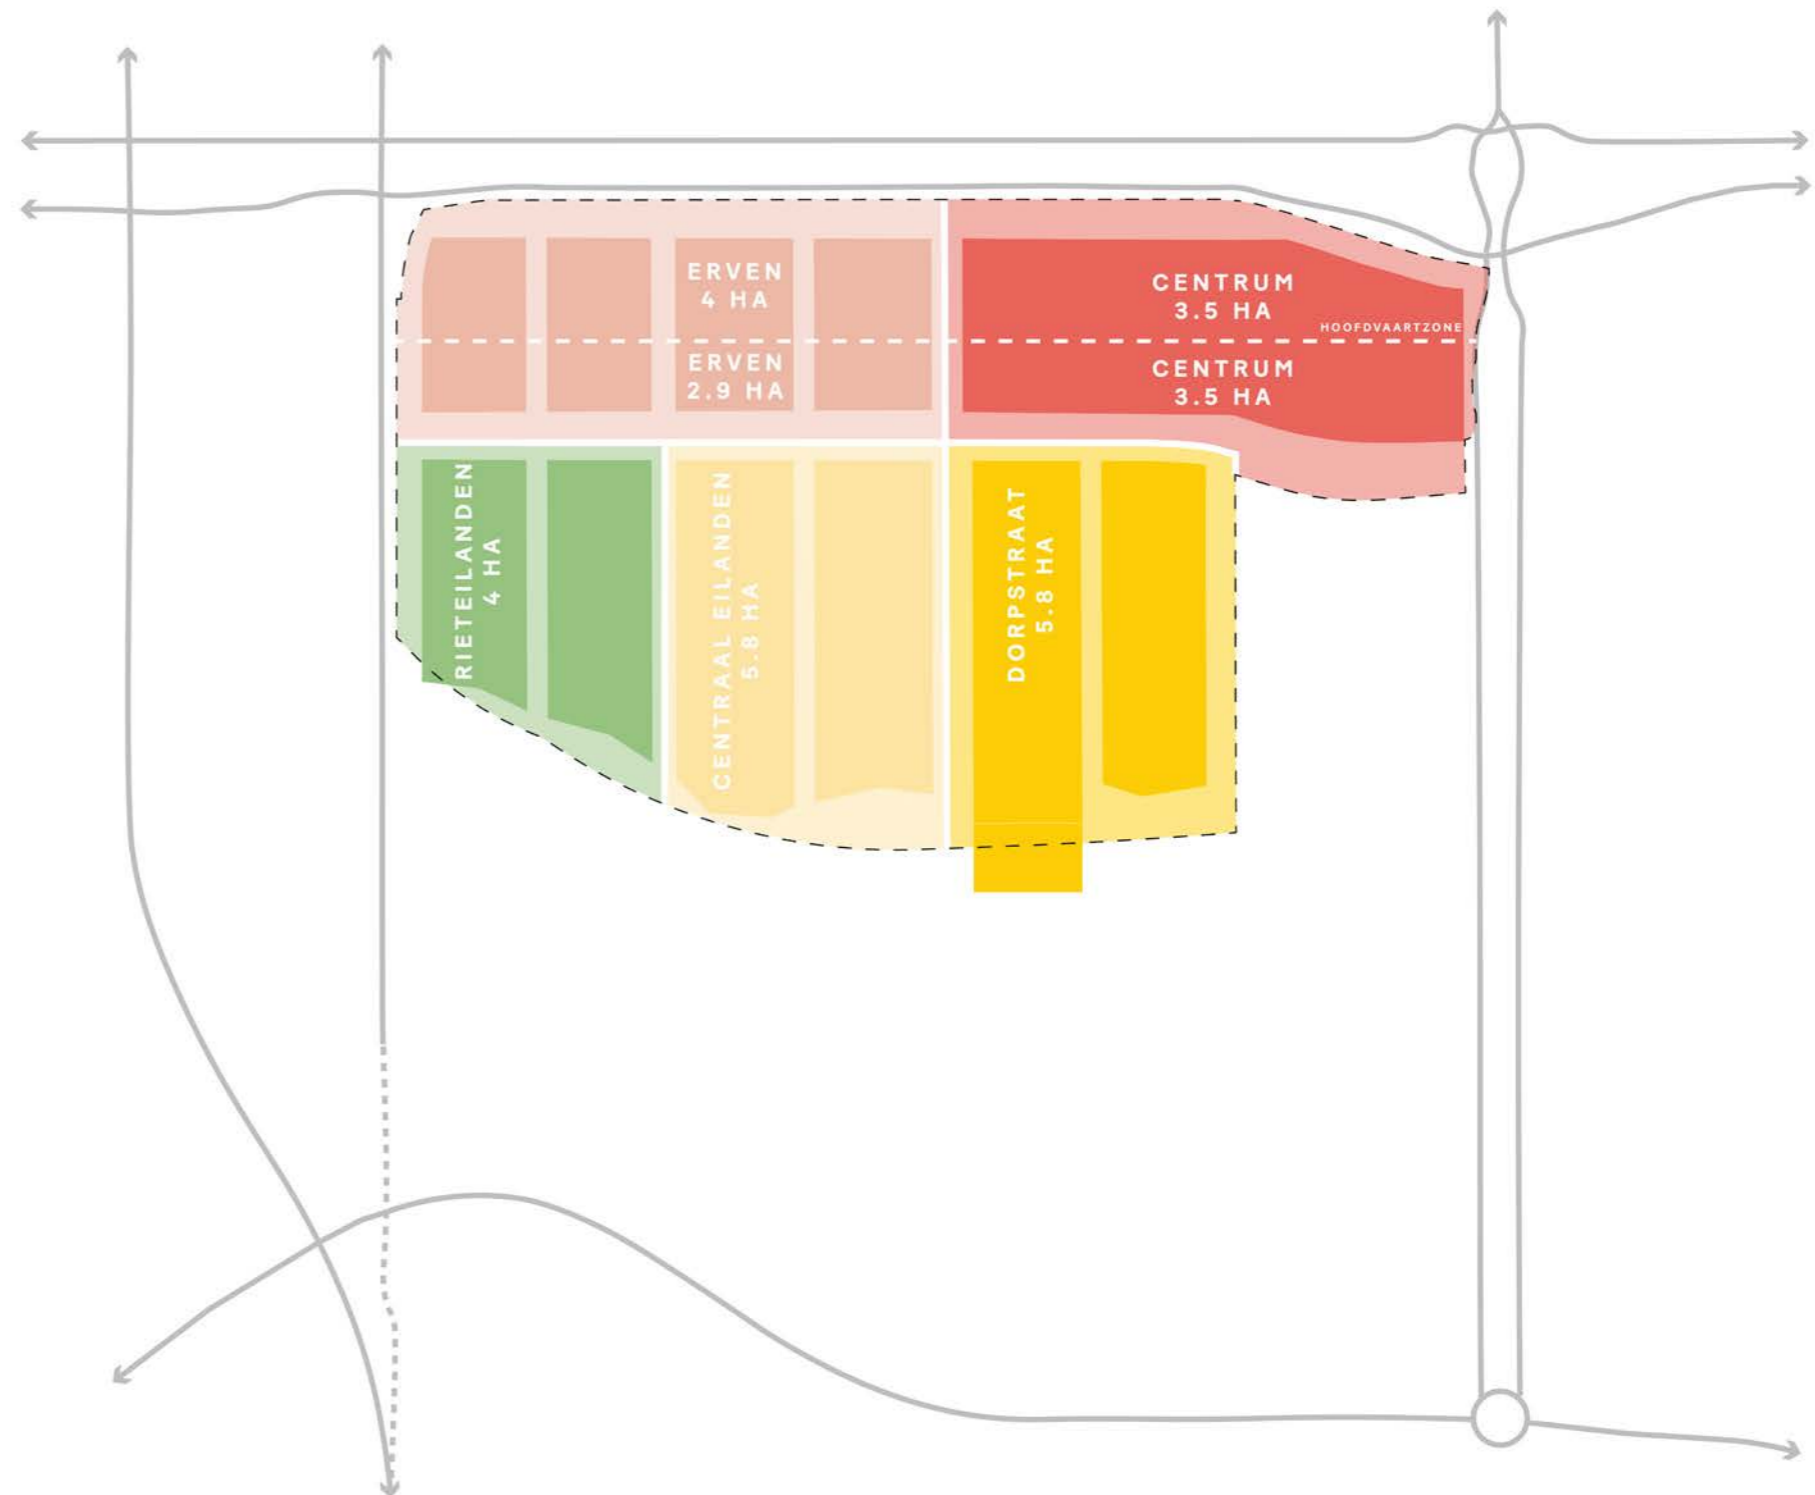 ERVEN
4 HA
CENTRUM
3.5 HA
HOOFDVAARTZONE
ERVEN
2.9 HA
CENTRUM
3.5 HA
RIETEILANDEN
4 HA
CENTRAAL EILANDEN
5.8 HA
DORPSTRAAT
5.8 HA